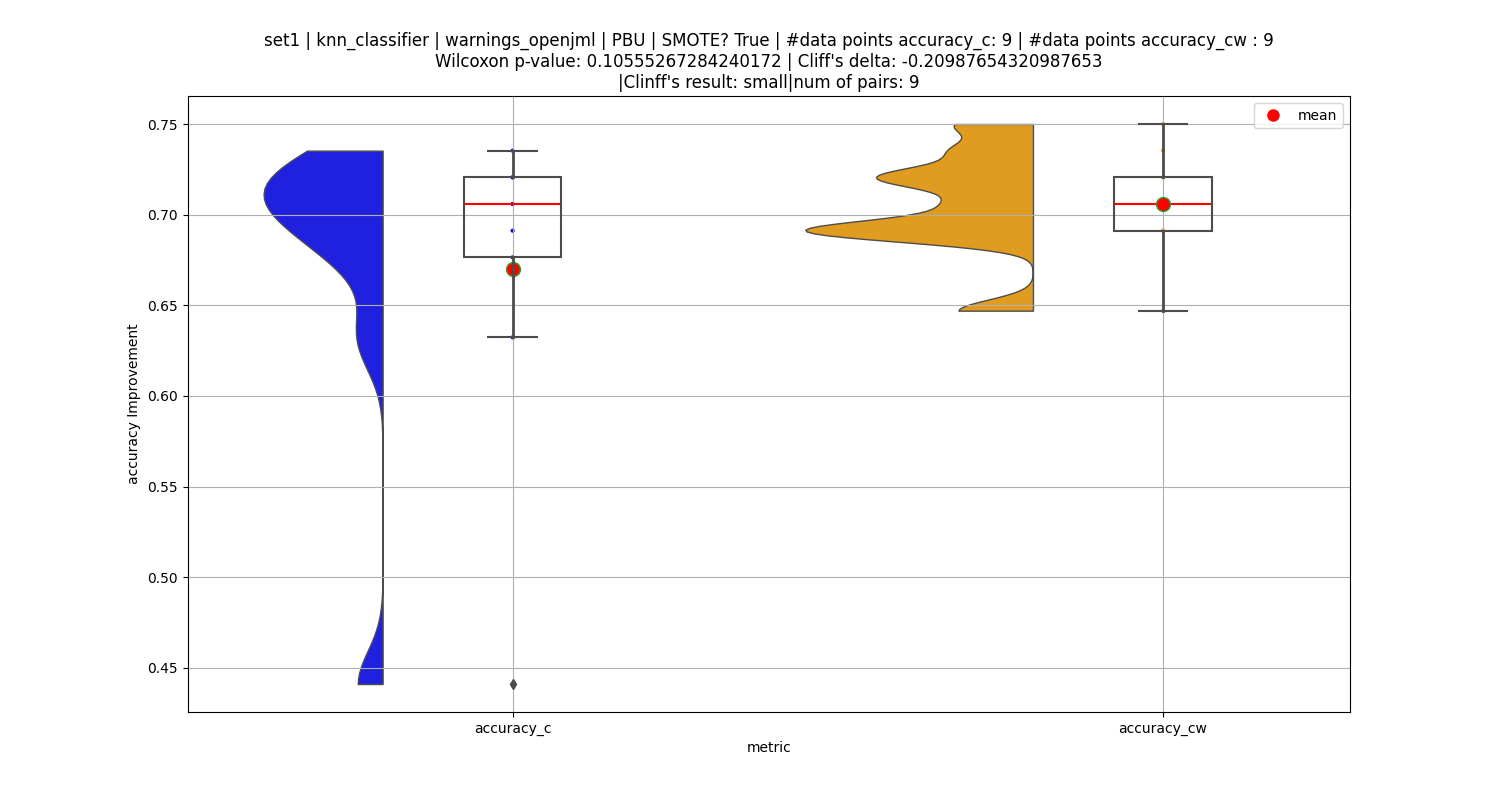 set1 | knn_classifier | warnings_openjml | PBU | SMOTE? True | #data points accuracy_c: 9 | #data points accuracy_cw : 9
Wilcoxon p-value: 0.10555267284240172 | Cliff's delta: -0.20987654320987653
|Clinff's result: small|num of pairs: 9
mean
0.75
0.70
0.65
0.60
0.55
0.50
0.45
accuracy Improvement
accuracy_c
accuracy_cw
metric